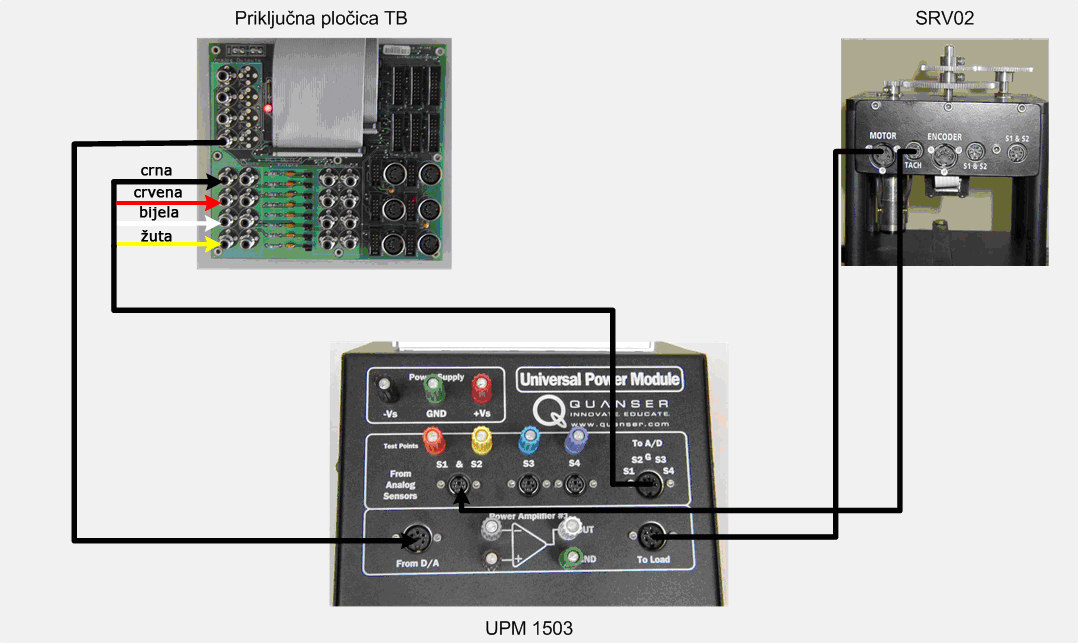 Priključna pločica TB
SRV02
Analog Outputs
crna
crvena
bijela
žuta
MOTOR
TACH
ENCODER
S1 & S2
S1 & S2
Power Supply
-Vs
GND
+Vs
Universal Power Module
QUANSER
INNOVATE. EDUCATE.
www.quanser.com
Test Points
S1 & S2
S3
S4
To A/D
S2 G S3
S1
S4
From
Analog
Sensors
Power Amplifier #1
From D/A
To Load
UPM 1503